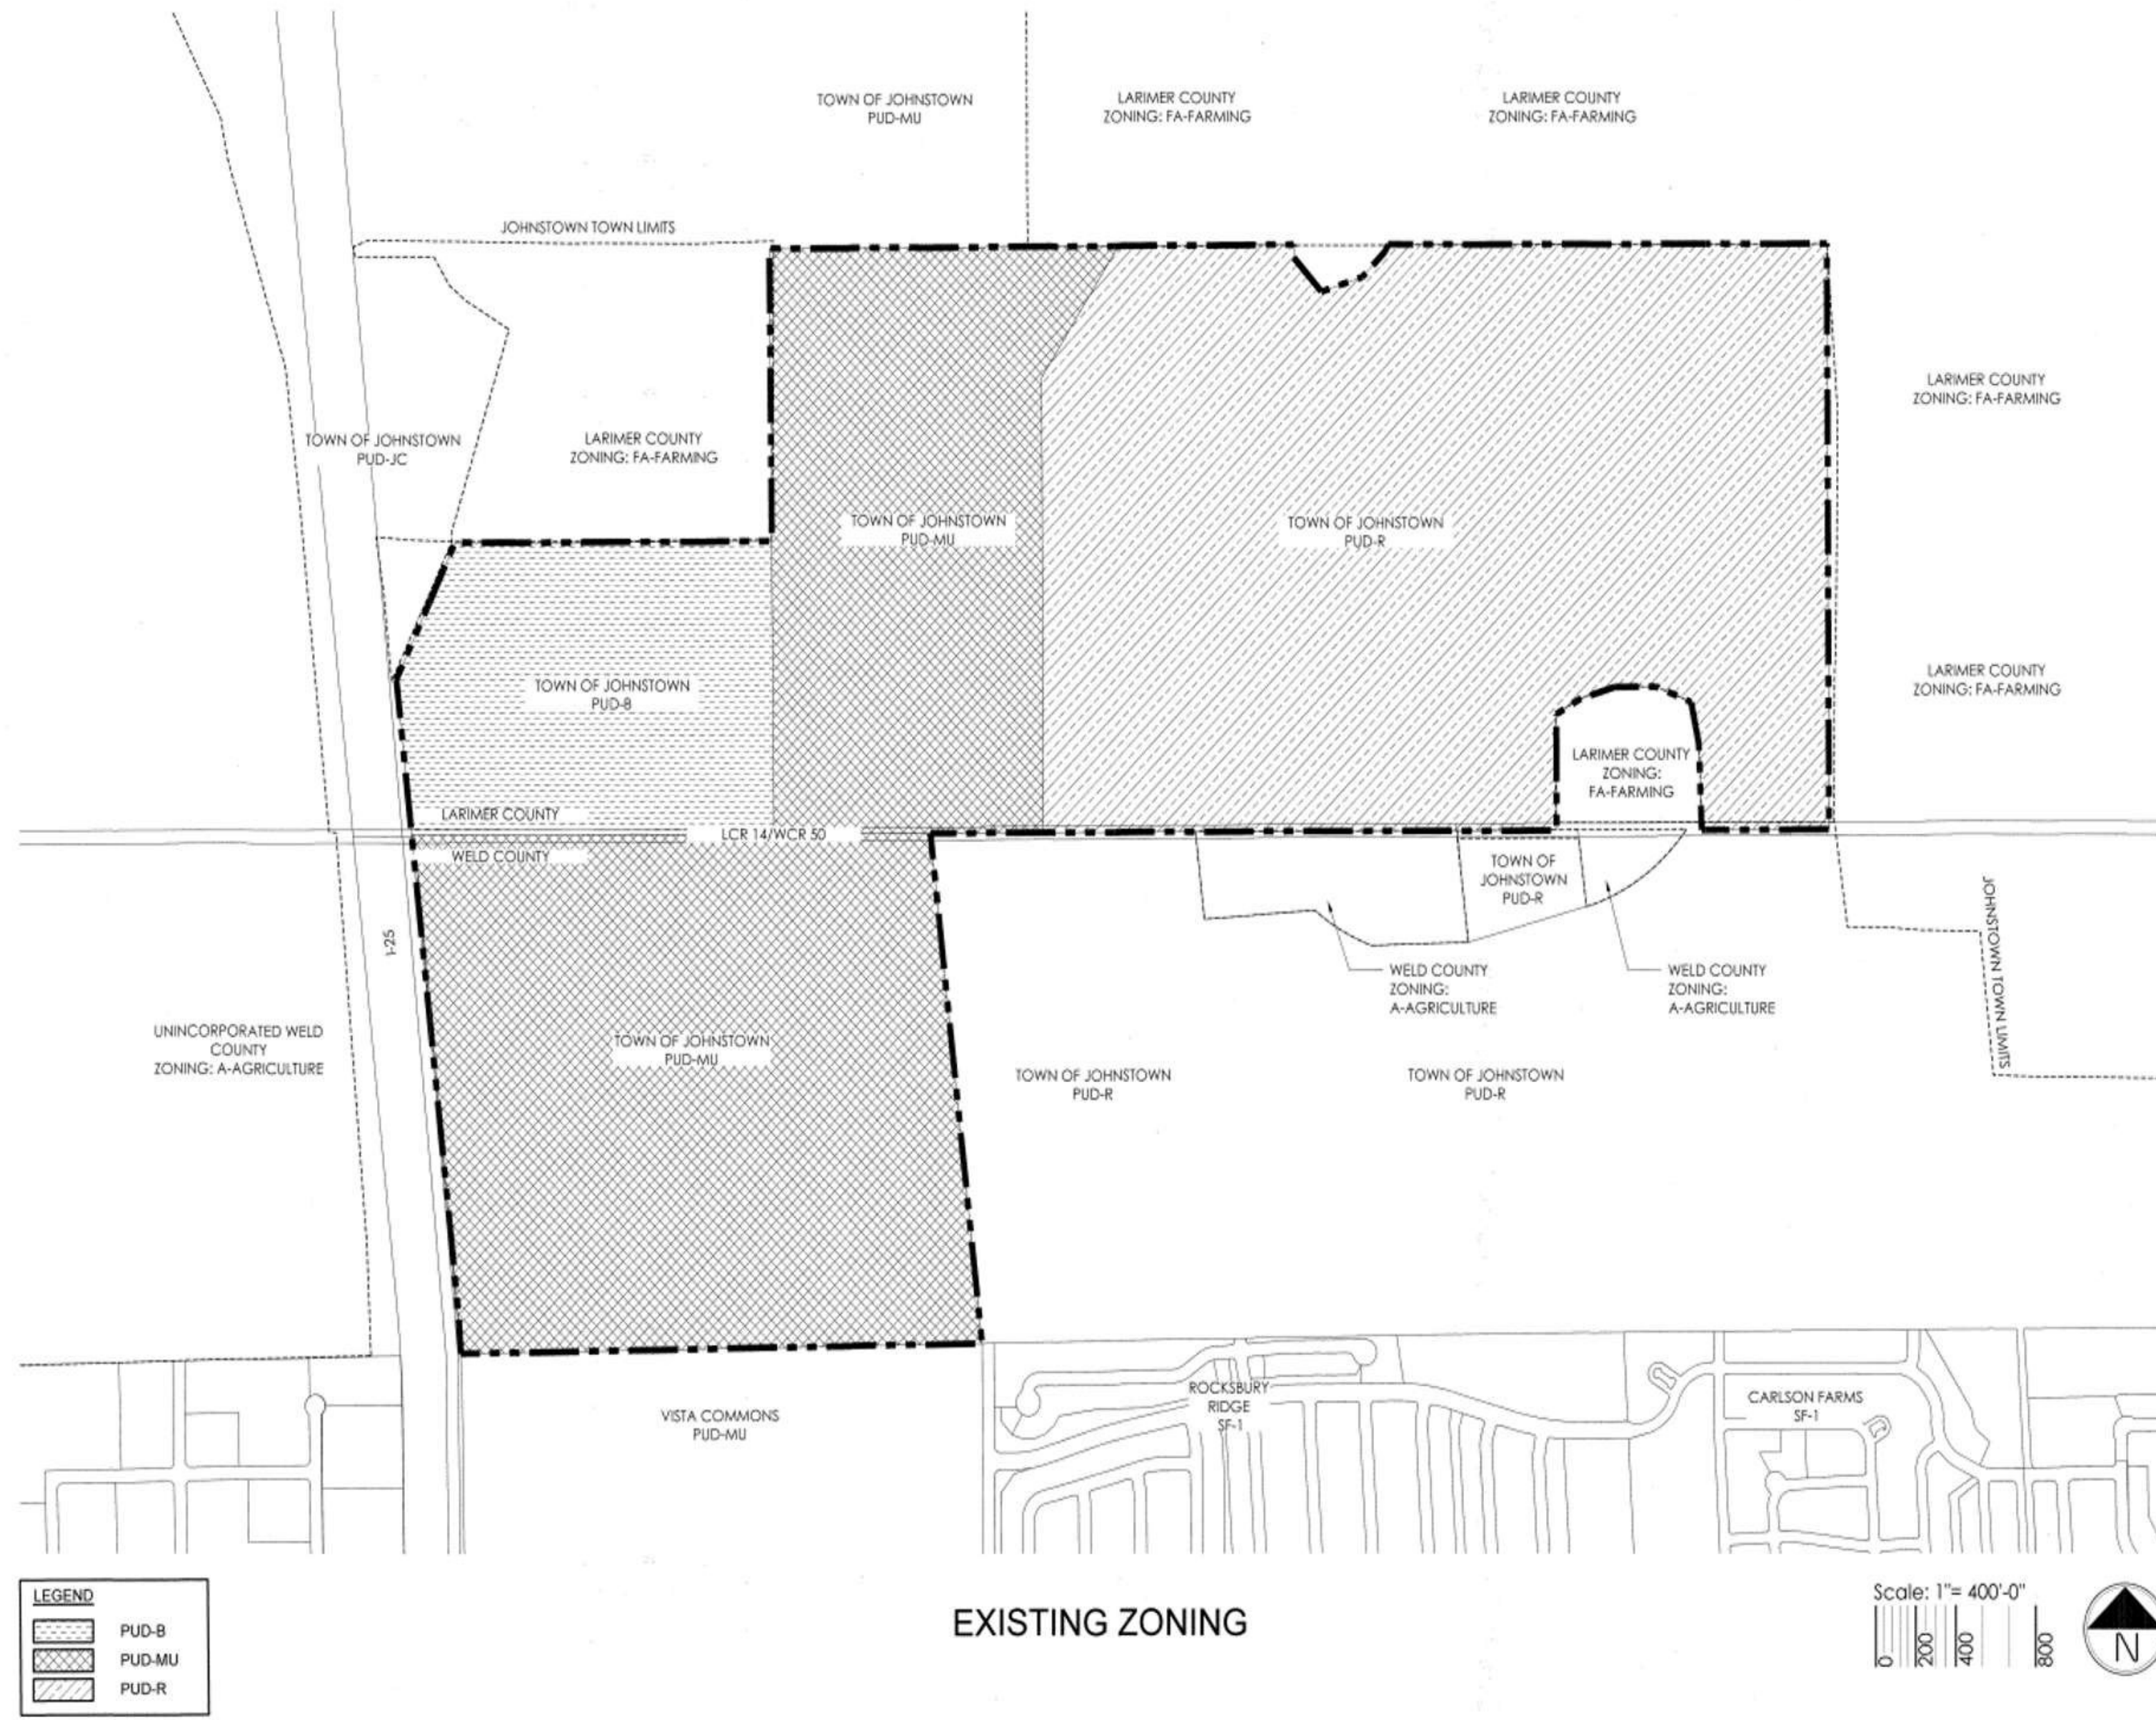 TOWN OF JOHNSTOWN
PUD-MU
LARIMER COUNTY
ZONING: FA-FARMING
LARIMER COUNTY
ZONING: FA-FARMING
JOHNSTOWN TOWN LIMITS
TOWN OF JOHNSTOWN
PUD-JC
LARIMER COUNTY
ZONING: FA-FARMING
LARIMER COUNTY
ZONING: FA-FARMING
TOWN OF JOHNSTOWN
PUD-MU
TOWN OF JOHNSTOWN
PUD-R
TOWN OF JOHNSTOWN
PUD-B
LARIMER COUNTY
ZONING: FA-FARMING
LARIMER COUNTY
ZONING:
FA-FARMING
LARIMER COUNTY
LCR 14/WCR 50
WELD COUNTY
TOWN OF
JOHNSTOWN
PUD-R
JOHNSTOWN TOWN LIMITS
I-25
WELD COUNTY
ZONING:
A-AGRICULTURE
WELD COUNTY
ZONING:
A-AGRICULTURE
UNINCORPORATED WELD
COUNTY
ZONING: A-AGRICULTURE
TOWN OF JOHNSTOWN
PUD-MU
TOWN OF JOHNSTOWN
PUD-R
TOWN OF JOHNSTOWN
PUD-R
VISTA COMMONS
PUD-MU
ROCKSBURY
RIDGE
SF-1
CARLSON FARMS
SF-1
LEGEND
PUD-B
PUD-MU
PUD-R
EXISTING ZONING
Scale: 1"= 400'-0"
0 200 400 800
N